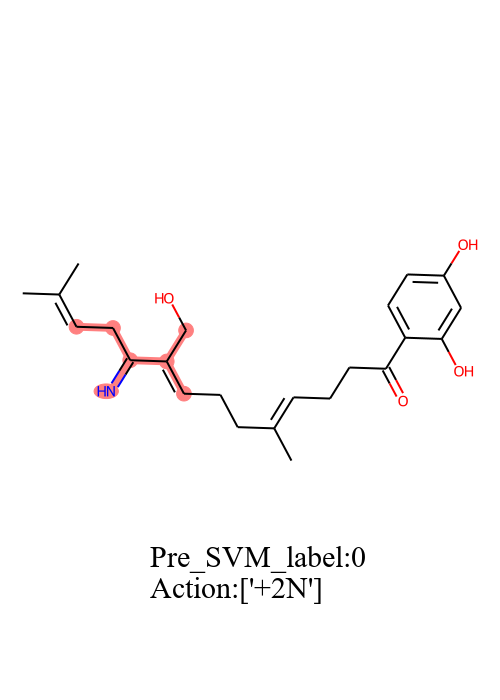 OH
HO
HN
OH
O
Pre_SVM_label:0
Action:['+2N']